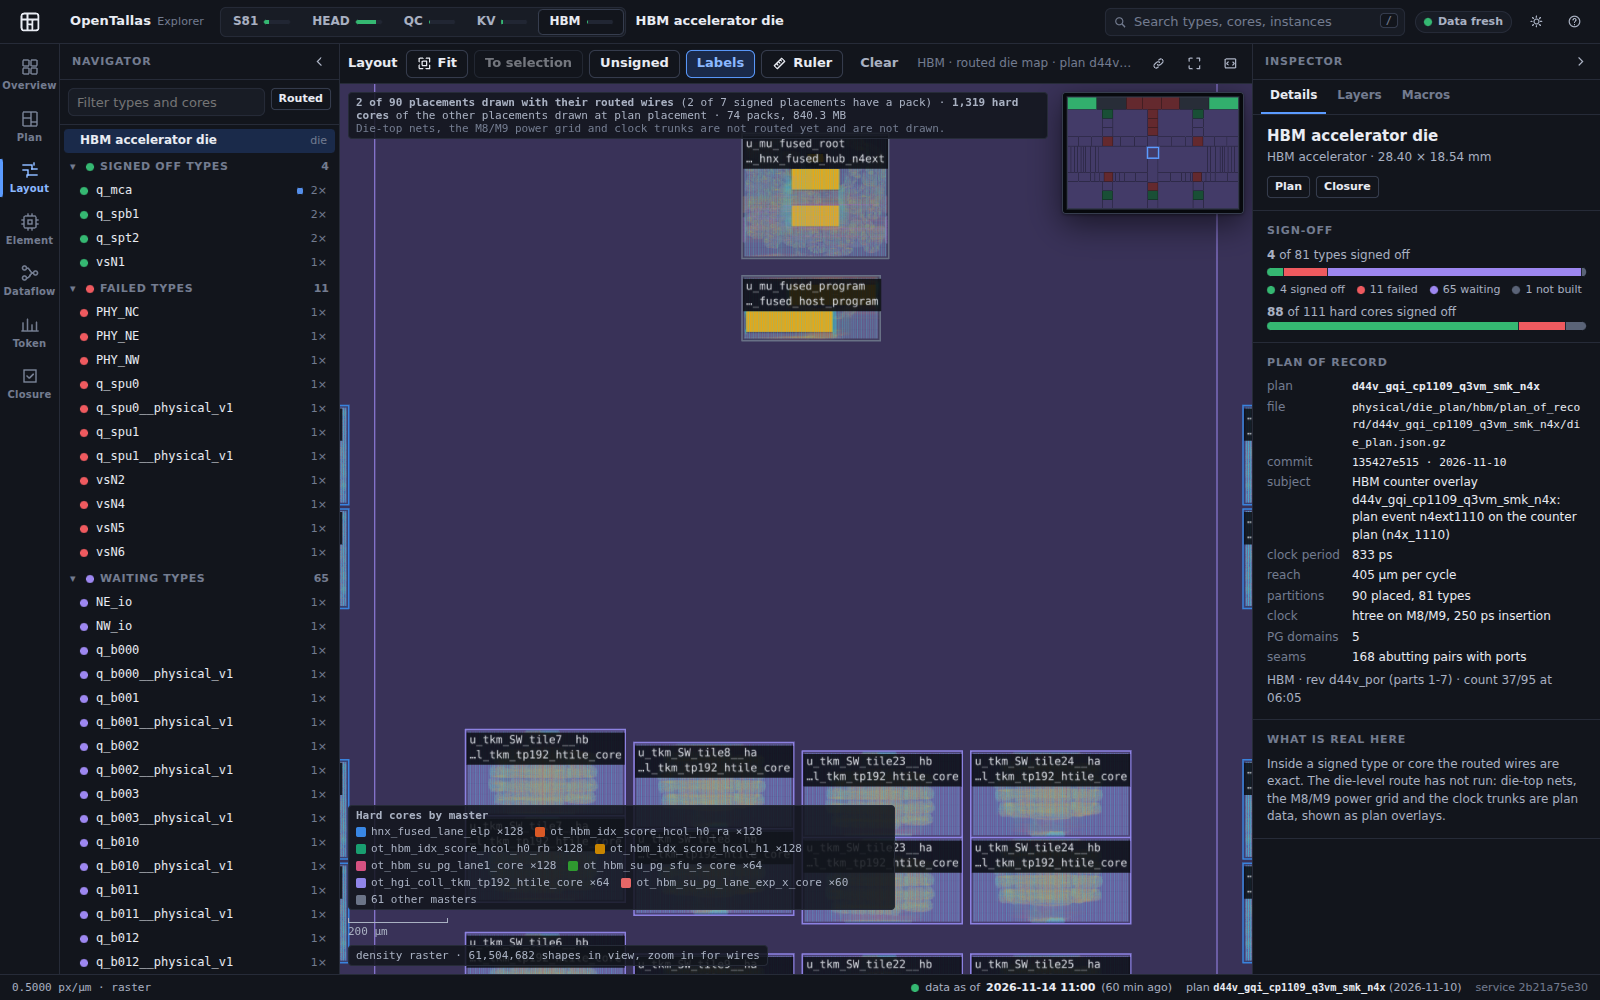 OpenTallas Explorer
S81
HEAD
QC
KV
HBM
HBM accelerator die
Search types, cores, instances
/
Data fresh
Overview
Plan
Layout
Element
Dataflow
Token
Closure
NAVIGATOR
Filter types and cores
Routed
HBM accelerator die die
SIGNED OFF TYPES 4
q_mca 2×
q_spb1 2×
q_spt2 2×
vsN1 1×
FAILED TYPES 11
PHY_NC 1×
PHY_NE 1×
PHY_NW 1×
q_spu0 1×
q_spu0__physical_v1 1×
q_spu1 1×
q_spu1__physical_v1 1×
vsN2 1×
vsN4 1×
vsN5 1×
vsN6 1×
WAITING TYPES 65
NE_io 1×
NW_io 1×
q_b000 1×
q_b000__physical_v1 1×
q_b001 1×
q_b001__physical_v1 1×
q_b002 1×
q_b002__physical_v1 1×
q_b003 1×
q_b003__physical_v1 1×
q_b010 1×
q_b010__physical_v1 1×
q_b011 1×
q_b011__physical_v1 1×
q_b012 1×
q_b012__physical_v1 1×
Layout
Fit
To selection
Unsigned
Labels
Ruler
Clear
HBM · routed die map · plan d44v…
2 of 90 placements drawn with their routed wires (2 of 7 signed placements have a pack) · 1,319 hard
cores of the other placements drawn at plan placement · 74 packs, 840.3 MB
Die-top nets, the M8/M9 power grid and clock trunks are not routed yet and are not drawn.
u_mu_fused_root
…_hnx_fused_hub_n4ext
u_mu_fused_program
…_fused_host_program
u_tkm_SW_tile7__hb
…l_tkm_tp192_htile_core
u_tkm_SW_tile8__ha
…l_tkm_tp192_htile_core
u_tkm_SW_tile23__hb
…l_tkm_tp192_htile_core
u_tkm_SW_tile24__ha
…l_tkm_tp192_htile_core
u_tkm_SW_tile24__hb
…l_tkm_tp192_htile_core
Hard cores by master
hnx_fused_lane_elp ×128 ot_hbm_idx_score_hcol_h0_ra ×128
ot_hbm_idx_score_hcol_h0_rb ×128 ot_hbm_idx_score_hcol_h1 ×128
ot_hbm_su_pg_lane1_core ×128 ot_hbm_su_pg_sfu_s_core ×64
ot_hgi_coll_tkm_tp192_htile_core ×64 ot_hbm_su_pg_lane_exp_x_core ×60
61 other masters
200 µm
u_tkm_SW_tile6__hb
u_tkm_SW_tile22__hb
u_tkm_SW_tile25__ha
density raster · 61,504,682 shapes in view, zoom in for wires
INSPECTOR
Details
Layers
Macros
HBM accelerator die
HBM accelerator · 28.40 × 18.54 mm
Plan
Closure
SIGN-OFF
4 of 81 types signed off
4 signed off 11 failed 65 waiting 1 not built
88 of 111 hard cores signed off
PLAN OF RECORD
plan d44v_gqi_cp1109_q3vm_smk_n4x
file physical/die_plan/hbm/plan_of_reco
rd/d44v_gqi_cp1109_q3vm_smk_n4x/di
e_plan.json.gz
commit 135427e515 · 2026-11-10
subject HBM counter overlay
d44v_gqi_cp1109_q3vm_smk_n4x:
plan event n4ext1110 on the counter
plan (n4x_1110)
clock period 833 ps
reach 405 µm per cycle
partitions 90 placed, 81 types
clock htree on M8/M9, 250 ps insertion
PG domains 5
seams 168 abutting pairs with ports
HBM · rev d44v_por (parts 1-7) · count 37/95 at
06:05
WHAT IS REAL HERE
Inside a signed type or core the routed wires are
exact. The die-level route has not run: die-top nets,
the M8/M9 power grid and the clock trunks are plan
data, shown as plan overlays.
0.5000 px/µm · raster
data as of 2026-11-14 11:00 (60 min ago)
plan d44v_gqi_cp1109_q3vm_smk_n4x (2026-11-10)
service 2b21a75e30